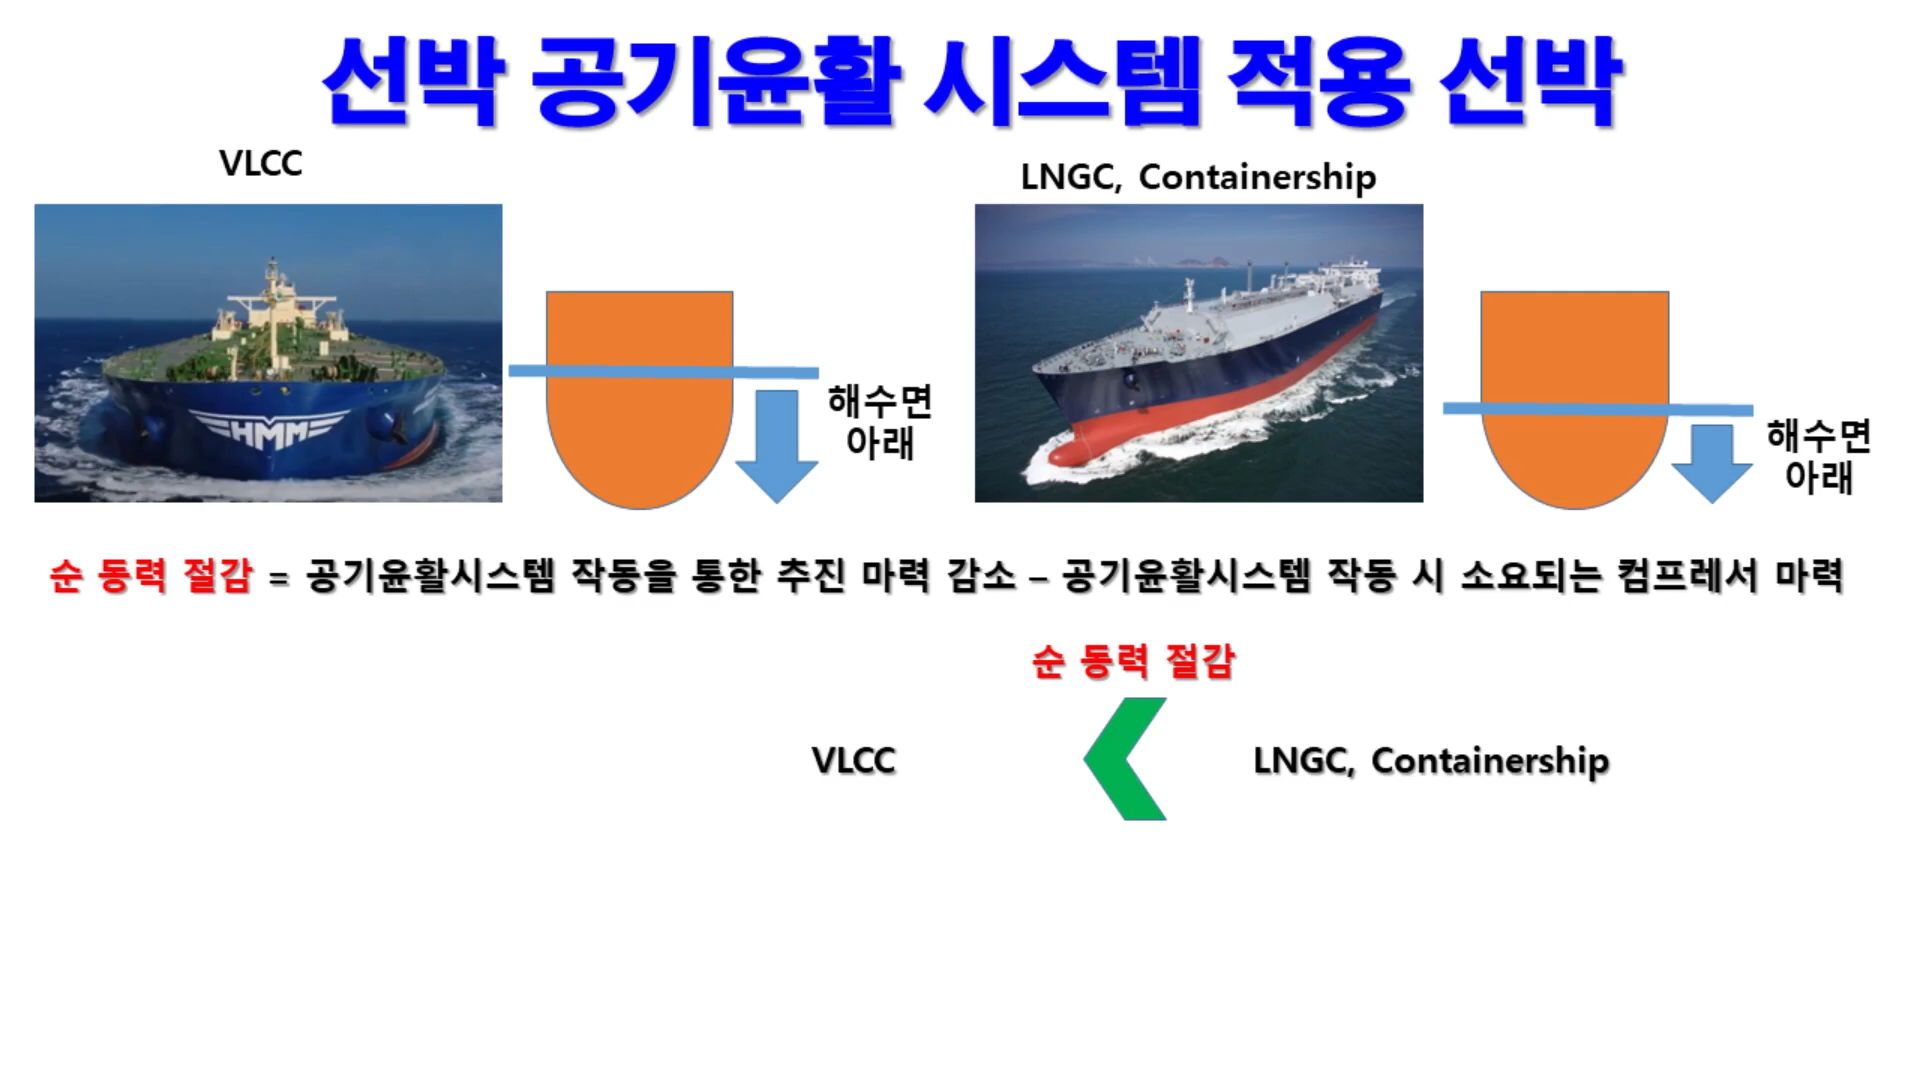 선박 공기윤활 시스템 적용 선박
VLCC
LNGC, Containership
HMM
해수면
아래
해수면
아래
순 동력 절감 = 공기윤활시스템 작동을 통한 추진 마력 감소 – 공기윤활시스템 작동 시 소요되는 컴프레서 마력
순 동력 절감
VLCC
LNGC, Containership